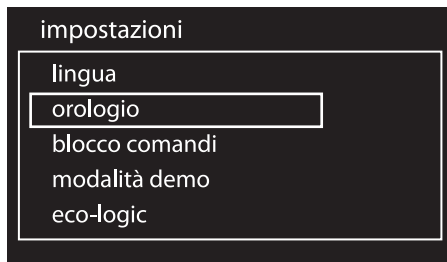 impostazioni
lingua
orologio
blocco comandi
modalità demo
eco-logic